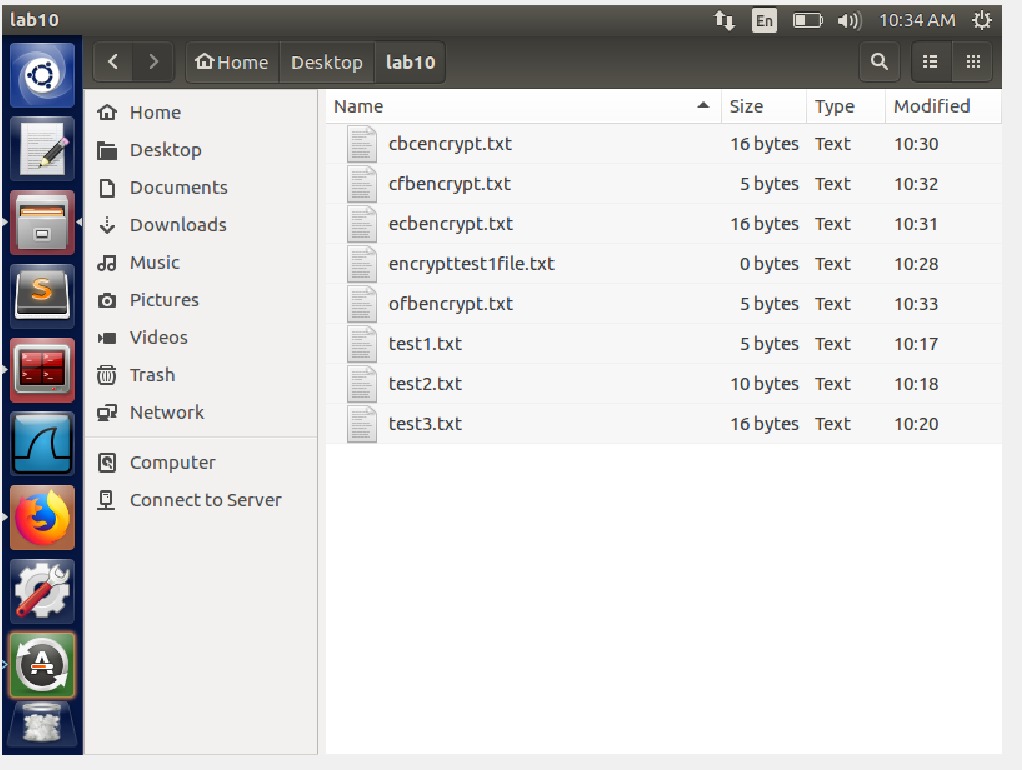 lab10 En 10:34 AM
Home Desktop lab10
Home
Desktop
Documents
Downloads
Music
Pictures
Videos
Trash
Network
Computer
Connect to Server
Name Size Type Modified
cbcencrypt.txt 16 bytes Text 10:30
cfbencrypt.txt 5 bytes Text 10:32
ecbencrypt.txt 16 bytes Text 10:31
encrypttest1file.txt 0 bytes Text 10:28
ofbencrypt.txt 5 bytes Text 10:33
test1.txt 5 bytes Text 10:17
test2.txt 10 bytes Text 10:18
test3.txt 16 bytes Text 10:20
S
A